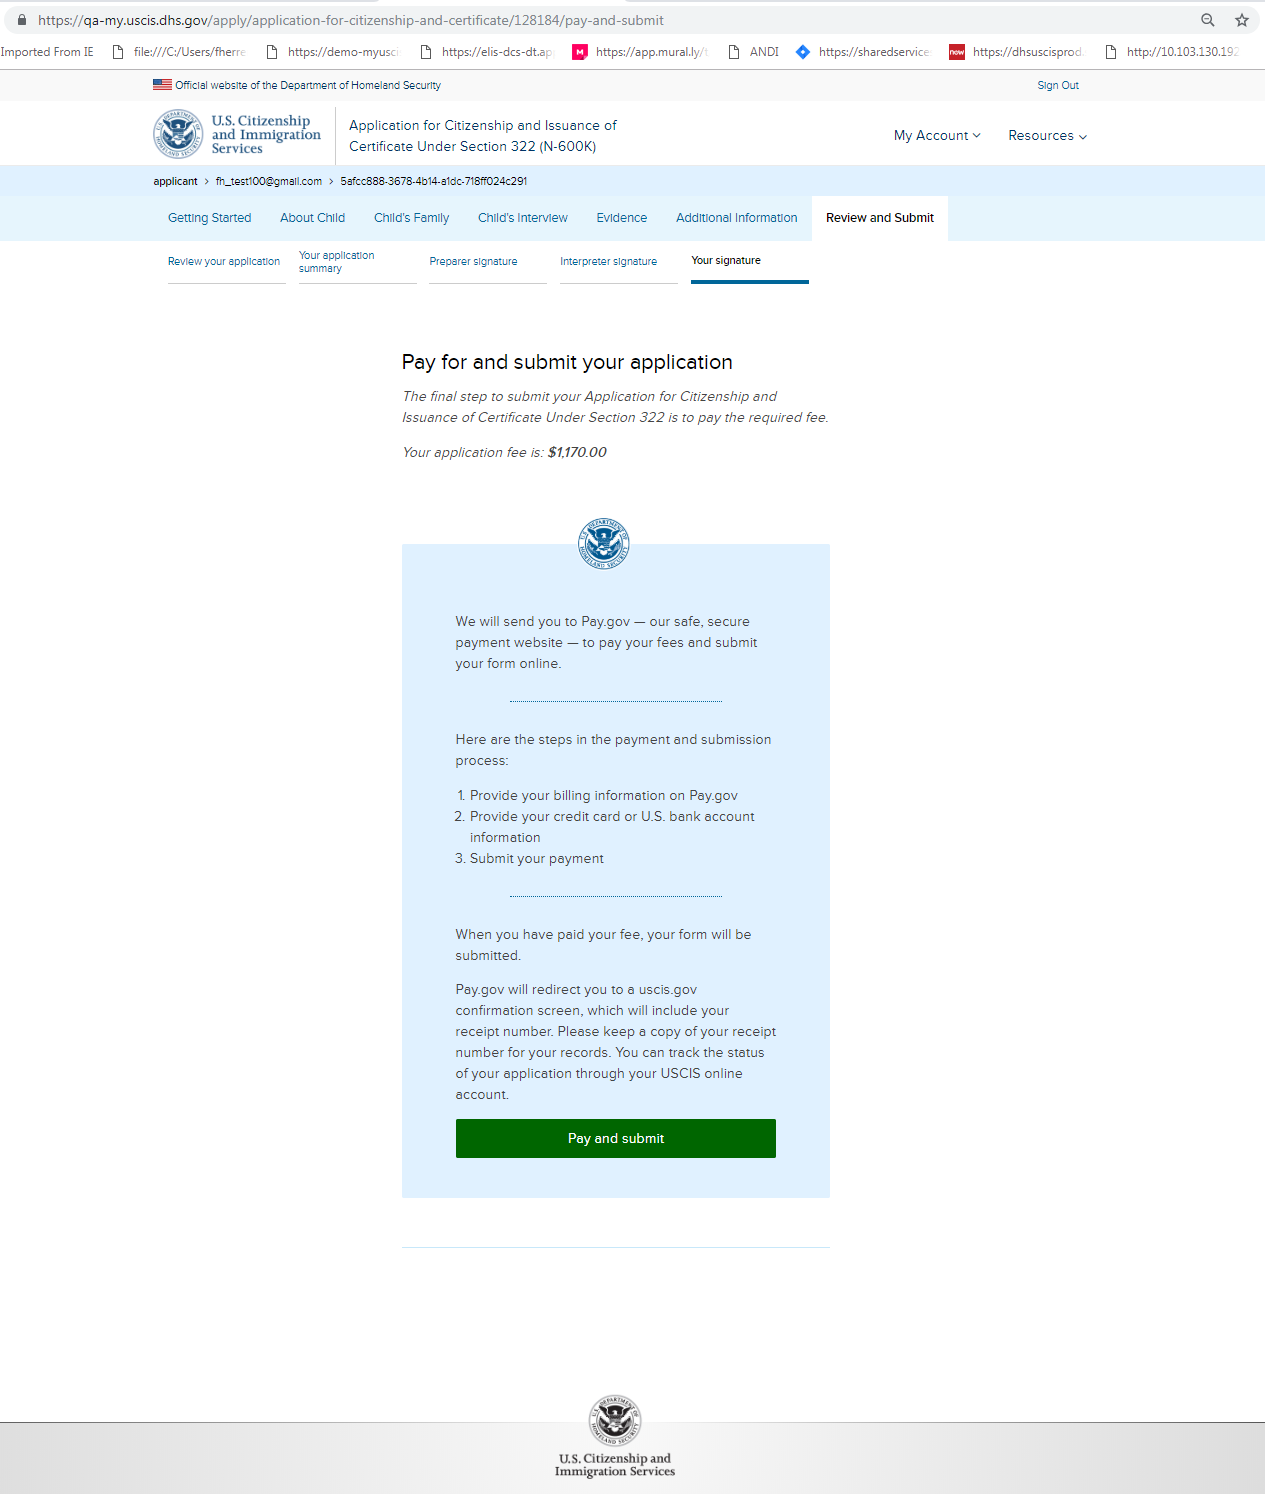 https://qa-my.uscis.dhs.gov/apply/application-for-citizenship-and-certificate/128184/pay-and-submit
Imported From IE file:///C:/Users/fherre https://demo-myusci https://elis-dcs-dt.ap https://app.mural.ly/t ANDI https://sharedservice https://dhsuscisprod. http://10.103.130.192
Official website of the Department of Homeland Security Sign Out
U.S. Citizenship
and Immigration
Services
Application for Citizenship and Issuance of
Certificate Under Section 322 (N-600K)
My Account Resources
applicant > fh_test100@gmail.com > 5afcc888-3678-4b14-a1dc-718ff024c291
Getting Started About Child Child's Family Child's Interview Evidence Additional Information Review and Submit
Review your application
Your application
summary
Preparer signature
Interpreter signature
Your signature
Pay for and submit your application
The final step to submit your Application for Citizenship and
Issuance of Certificate Under Section 322 is to pay the required fee.
Your application fee is: $1,170.00
We will send you to Pay.gov — our safe, secure
payment website — to pay your fees and submit
your form online.
Here are the steps in the payment and submission
process:
1. Provide your billing information on Pay.gov
2. Provide your credit card or U.S. bank account
information
3. Submit your payment
When you have paid your fee, your form will be
submitted.
Pay.gov will redirect you to a uscis.gov
confirmation screen, which will include your
receipt number. Please keep a copy of your receipt
number for your records. You can track the status
of your application through your USCIS online
account.
Pay and submit
U.S. Citizenship and
Immigration Services